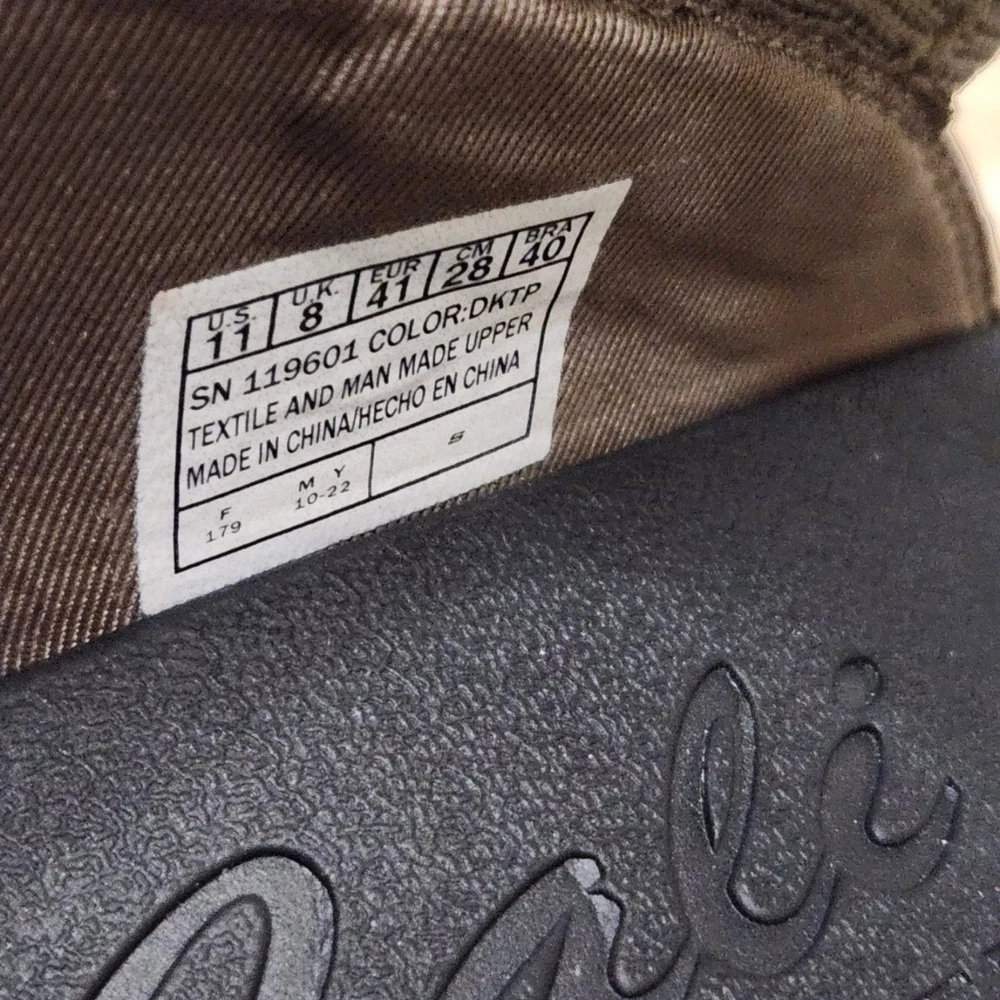 U.S. U.K. EUR CM BRA
11 8 41 28 40
SN 119601 COLOR:DKTP
TEXTILE AND MAN MADE UPPER
MADE IN CHINA/HECHO EN CHINA
F M Y S
179 10-22